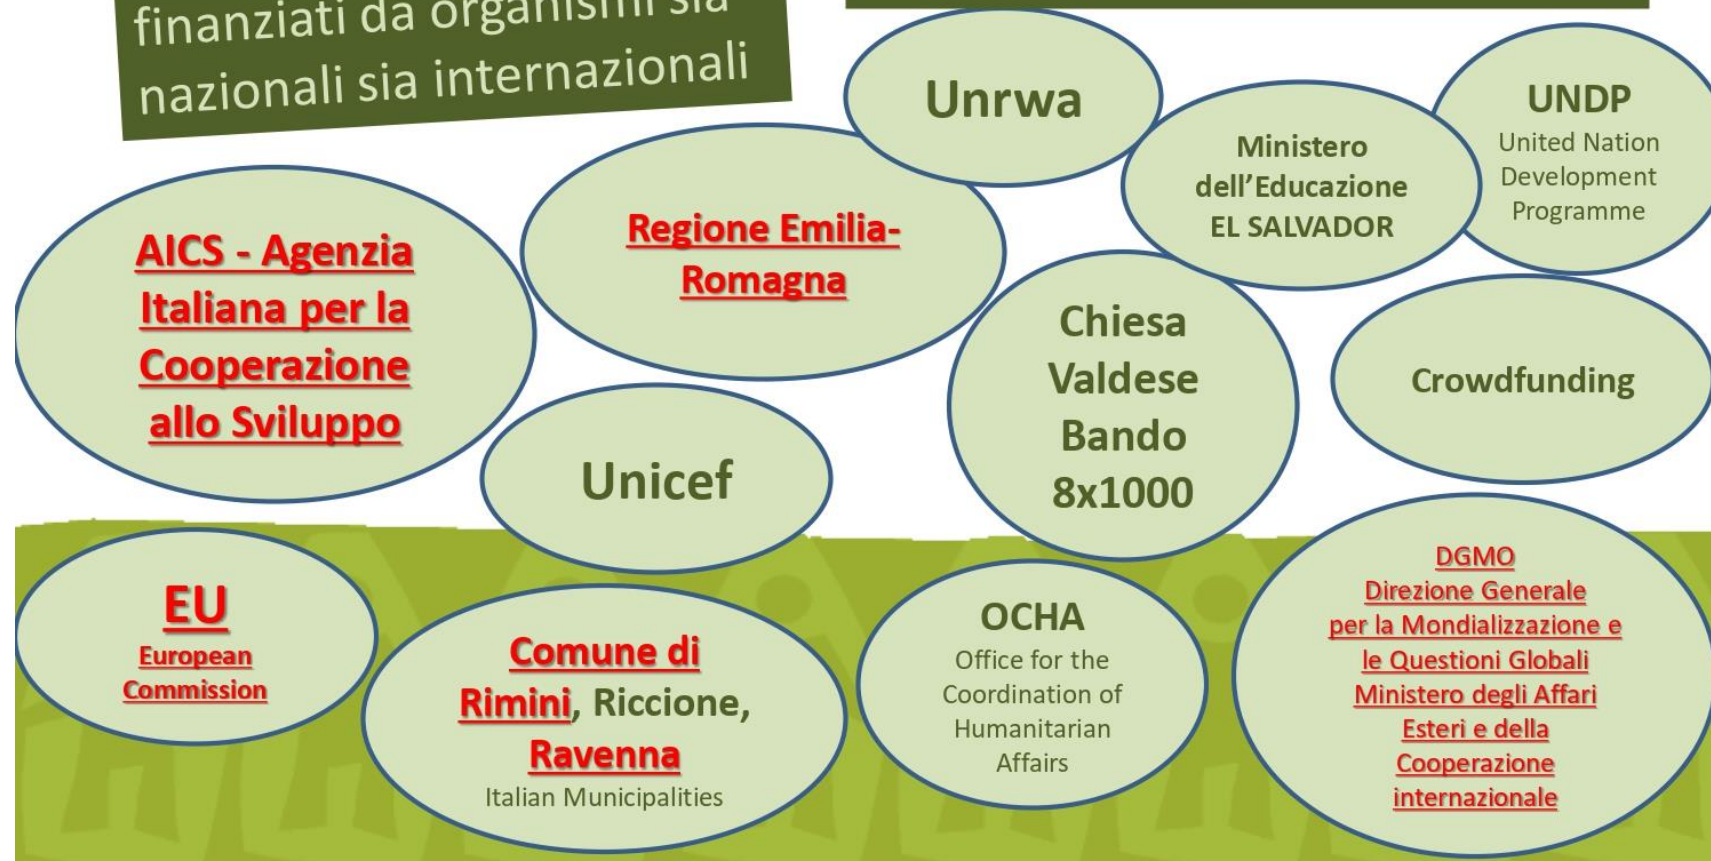 finanziati da organismi sia
nazionali sia internazionali
Unrwa
Ministero
dell’Educazione
EL SALVADOR
UNDP
United Nation
Development
Programme
AICS - Agenzia
Italiana per la
Cooperazione
allo Sviluppo
Regione Emilia-
Romagna
Chiesa
Valdese
Bando
8x1000
Crowdfunding
Unicef
EU
European
Commission
Comune di
Rimini, Riccione,
Ravenna
Italian Municipalities
OCHA
Office for the
Coordination of
Humanitarian
Affairs
DGMO
Direzione Generale
per la Mondializzazione e
le Questioni Globali
Ministero degli Affari
Esteri e della
Cooperazione
internazionale